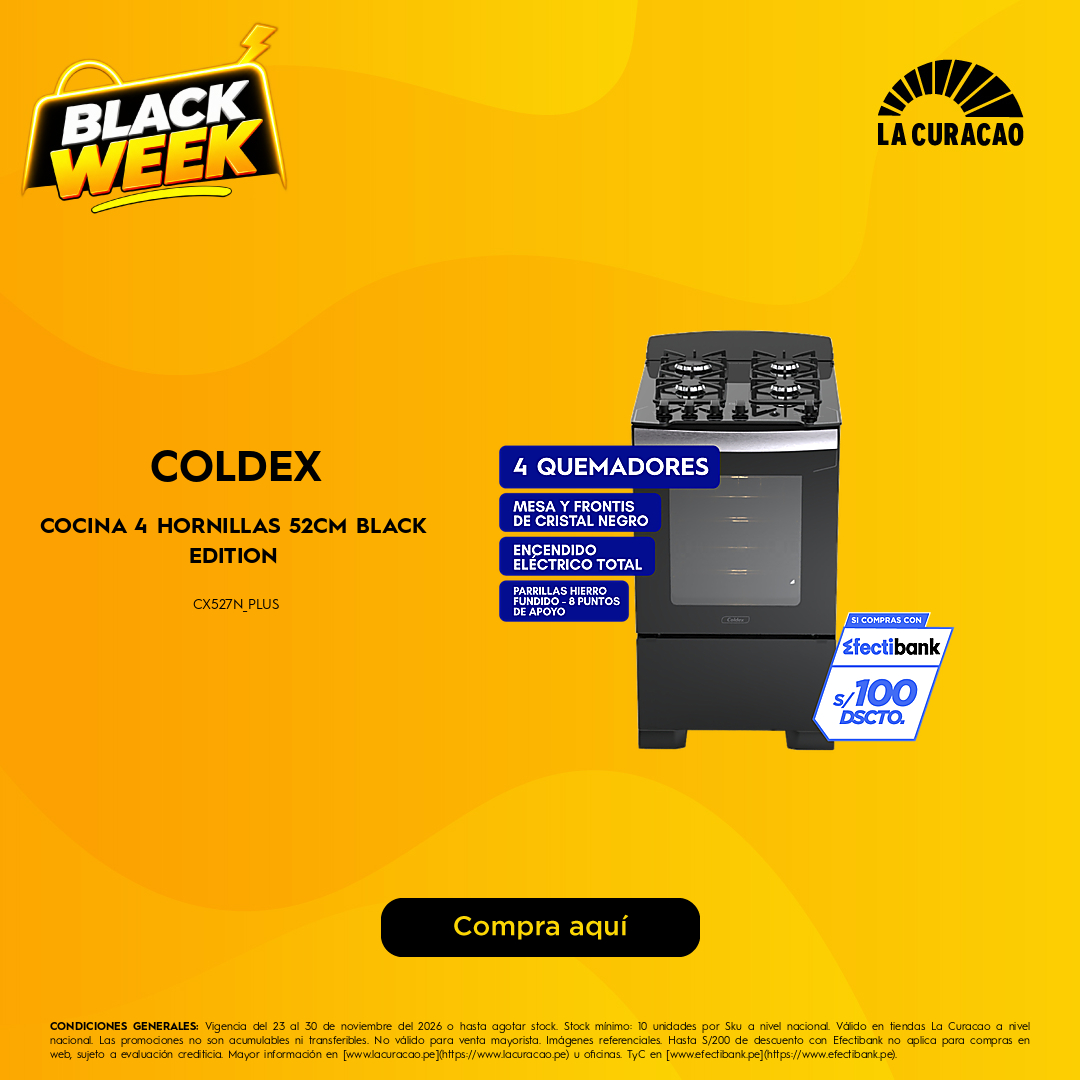 BLACK
WEEK
LA CURACAO
COLDEX
COCINA 4 HORNILLAS 52CM BLACK
EDITION
CX527N_PLUS
4 QUEMADORES
MESA Y FRONTIS
DE CRISTAL NEGRO
ENCENDIDO
ELÉCTRICO TOTAL
PARRILLAS HIERRO
FUNDIDO - 8 PUNTOS
DE APOYO
Coldex
SI COMPRAS CON
Efectibank
S/100
DSCTO.
Compra aquí
CONDICIONES GENERALES: Vigencia del 23 al 30 de noviembre del 2026 o hasta agotar stock. Stock mínimo: 10 unidades por Sku a nivel nacional. Válido en tiendas La Curacao a nivel
nacional. Las promociones no son acumulables ni transferibles. No válido para venta mayorista. Imágenes referenciales. Hasta S/200 de descuento con Efectibank no aplica para compras en
web, sujeto a evaluación crediticia. Mayor información en [www.lacuracao.pe](https://www.lacuracao.pe) u oficinas. TyC en [www.efectibank.pe](https://www.efectibank.pe).